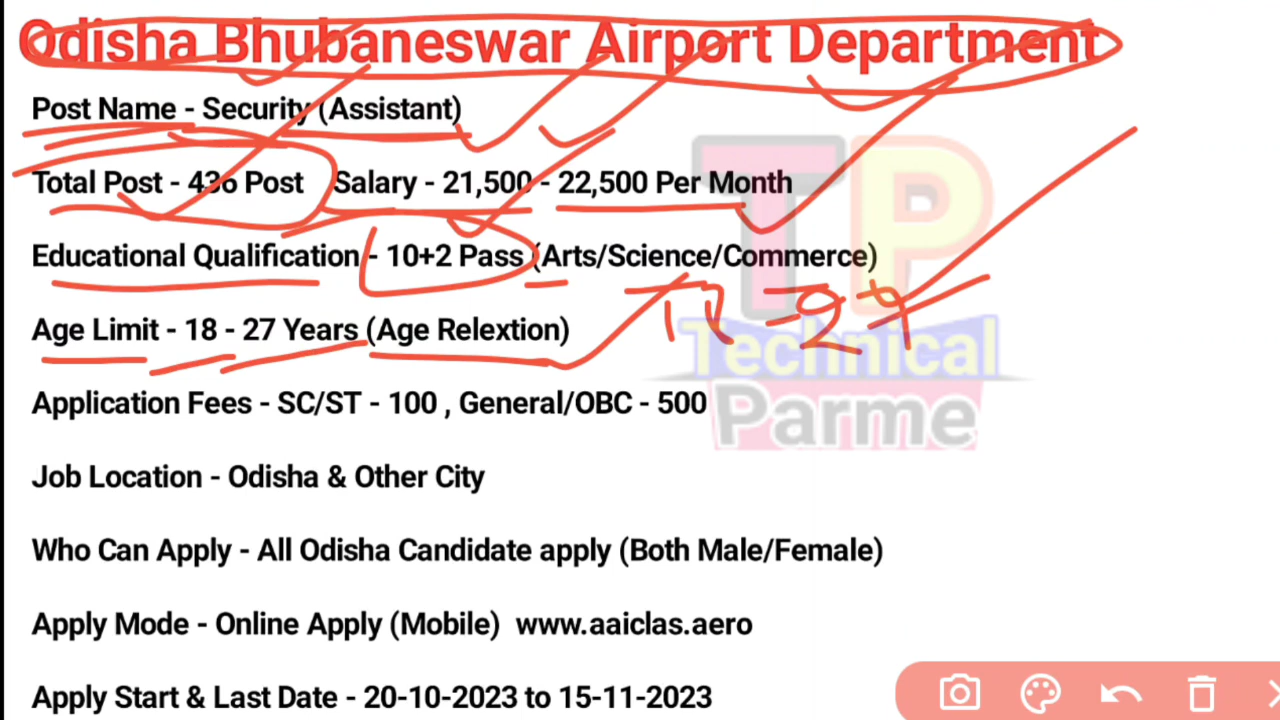 Odisha Bhubaneswar Airport Department
Post Name - Security (Assistant)
Total Post - 436 Post Salary - 21,500 - 22,500 Per Month
Educational Qualification - 10+2 Pass (Arts/Science/Commerce)
Age Limit - 18 - 27 Years (Age Relextion)
TP
Technical
Parme
Application Fees - SC/ST - 100 , General/OBC - 500
Job Location - Odisha & Other City
Who Can Apply - All Odisha Candidate apply (Both Male/Female)
Apply Mode - Online Apply (Mobile) www.aaiclas.aero
Apply Start & Last Date - 20-10-2023 to 15-11-2023